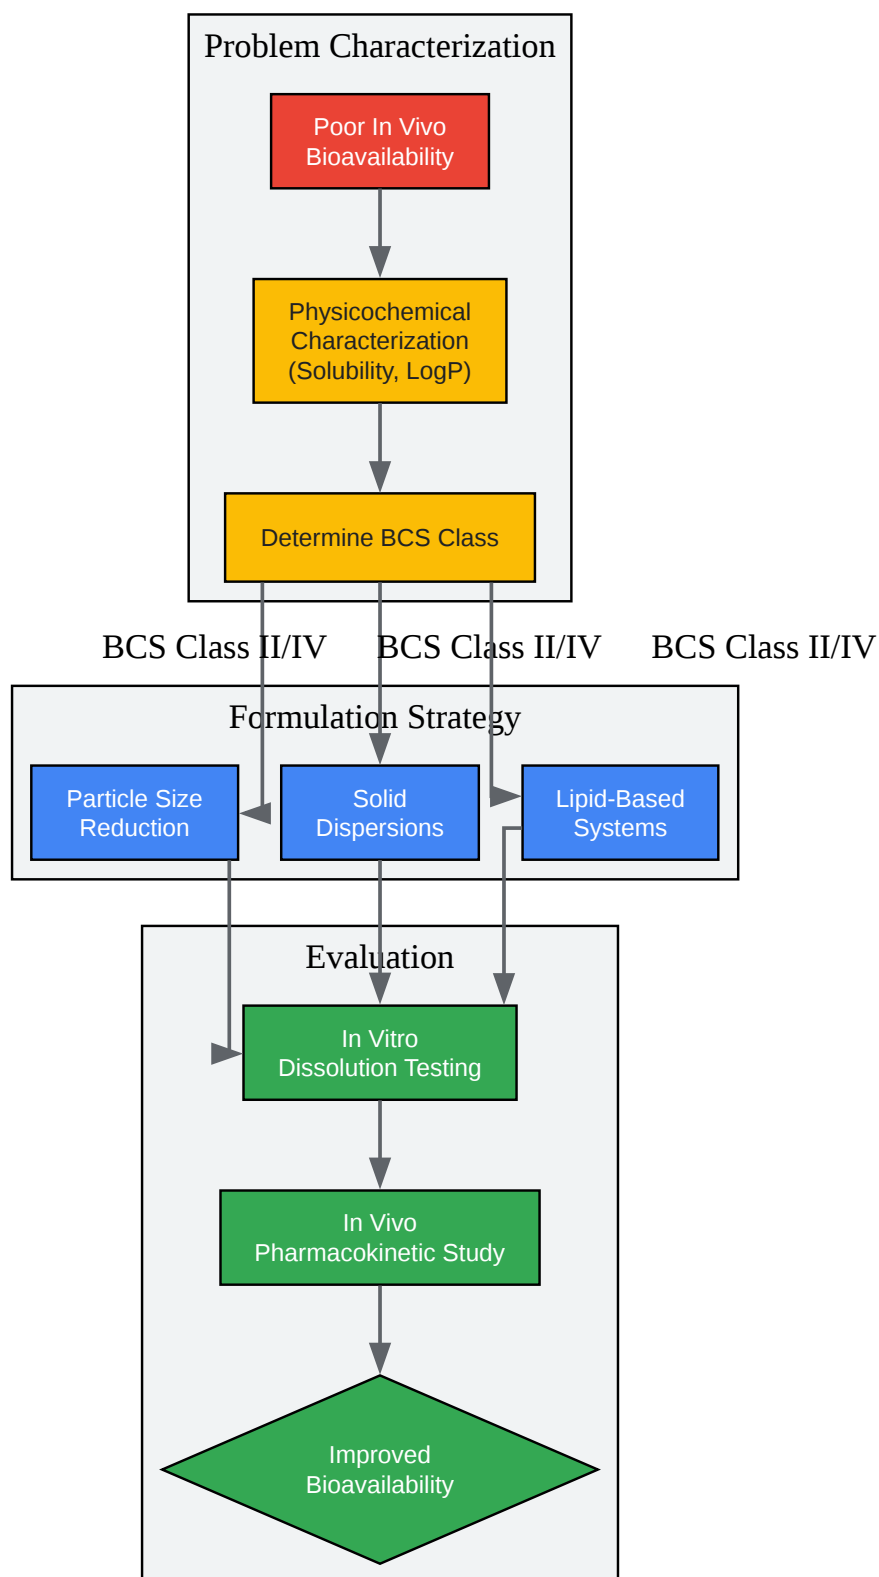 Problem Characterization
Poor In Vivo
Bioavailability
Physicochemical
Characterization
(Solubility, LogP)
Determine BCS Class
BCS Class II/IV
BCS Class II/IV
BCS Class II/IV
Formulation Strategy
Particle Size
Reduction
Solid
Dispersions
Lipid-Based
Systems
Evaluation
In Vitro
Dissolution Testing
In Vivo
Pharmacokinetic Study
Improved
Bioavailability